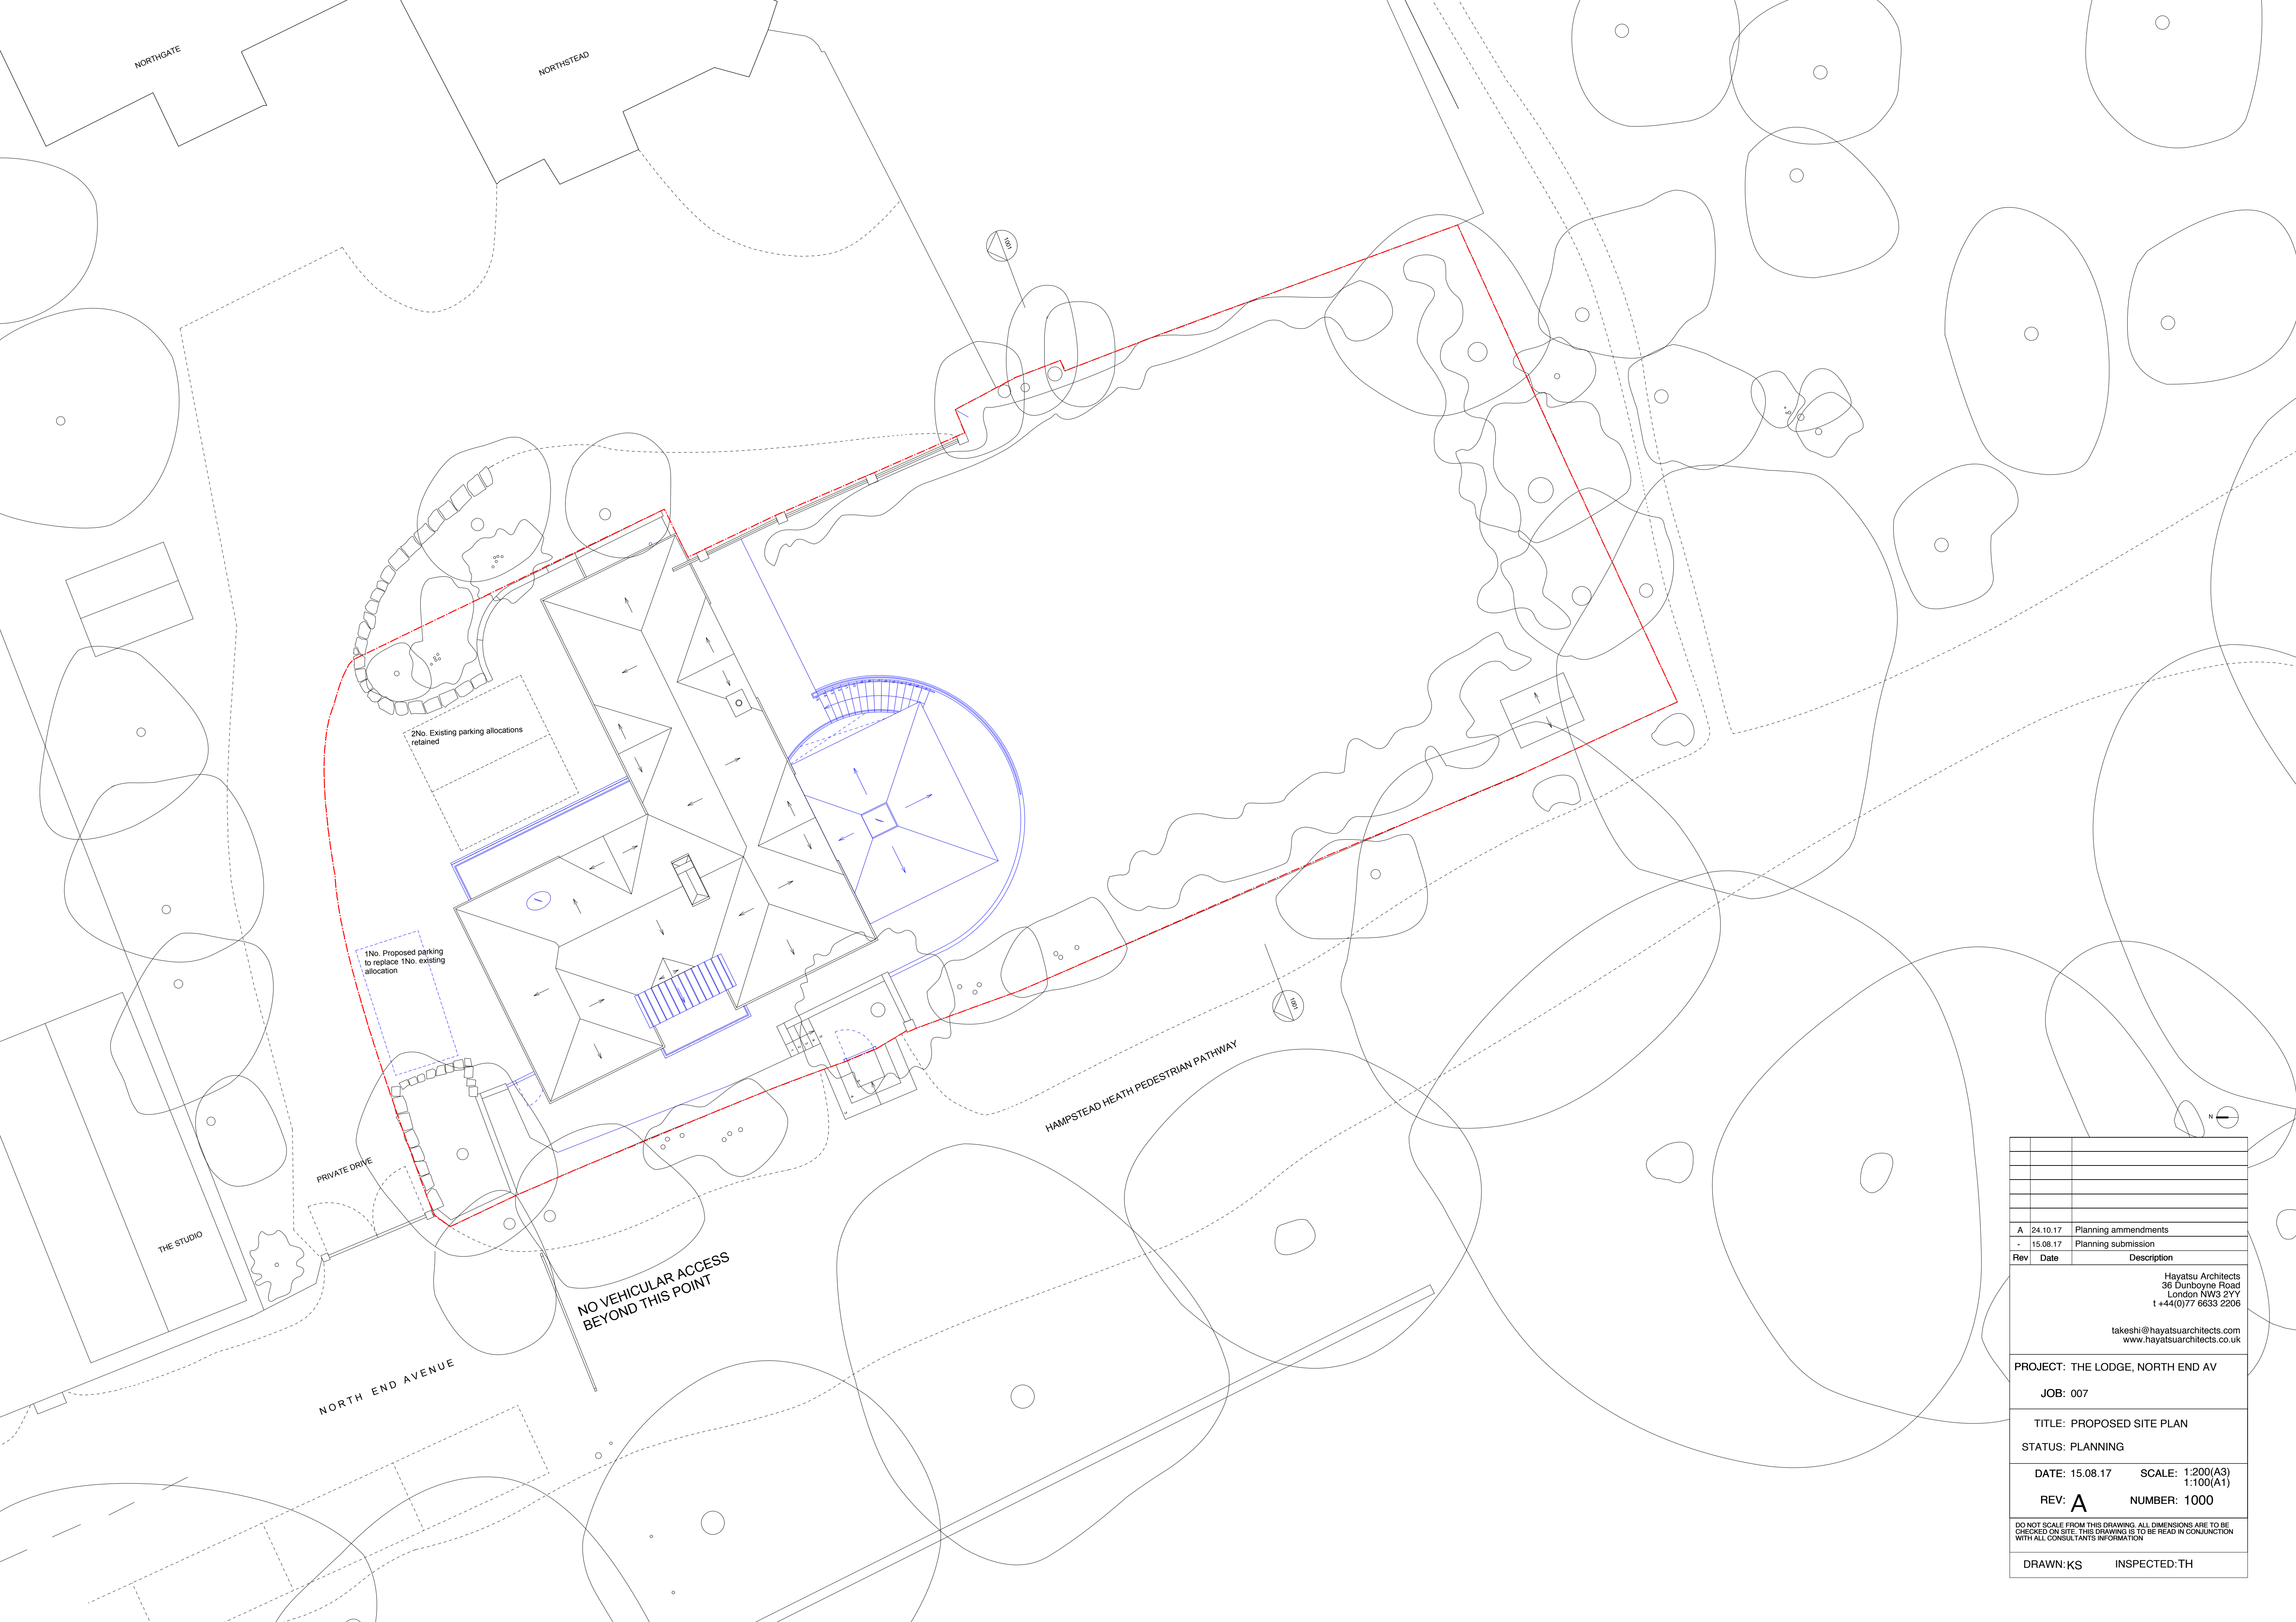 NORTHGATE
NORTHSTEAD
1001
2No. Existing parking allocations
retained
1No. Proposed parking
to replace 1No. existing
allocation
1001
HAMPSTEAD HEATH PEDESTRIAN PATHWAY
PRIVATE DRIVE
THE STUDIO
NO VEHICULAR ACCESS
BEYOND THIS POINT
NORTH END AVENUE
N
A 24.10.17 Planning ammendments
- 15.08.17 Planning submission
Rev Date Description
Hayatsu Architects
36 Dunboyne Road
London NW3 2YY
t +44(0)77 6633 2206
takeshi@hayatsuarchitects.com
www.hayatsuarchitects.co.uk
PROJECT: THE LODGE, NORTH END AV
JOB: 007
TITLE: PROPOSED SITE PLAN
STATUS: PLANNING
DATE: 15.08.17 SCALE: 1:200(A3)
1:100(A1)
REV: A NUMBER: 1000
DO NOT SCALE FROM THIS DRAWING. ALL DIMENSIONS ARE TO BE
CHECKED ON SITE. THIS DRAWING IS TO BE READ IN CONJUNCTION
WITH ALL CONSULTANTS INFORMATION
DRAWN: KS INSPECTED: TH